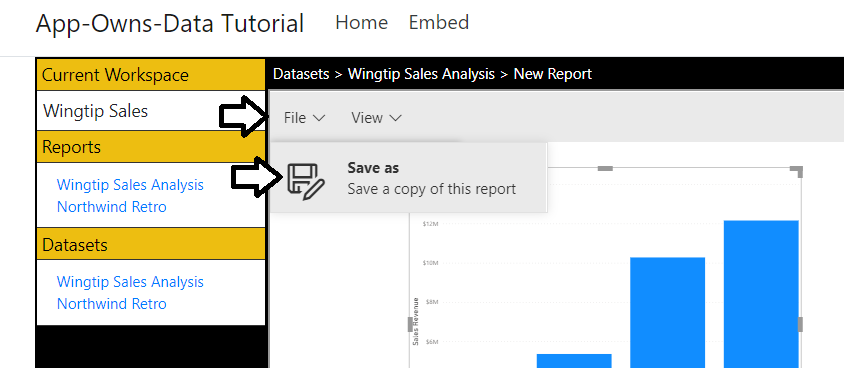 App-Owns-Data Tutorial Home Embed
Current Workspace
Datasets > Wingtip Sales Analysis > New Report
Wingtip Sales
File View
Reports
Wingtip Sales Analysis
Northwind Retro
Datasets
Wingtip Sales Analysis
Northwind Retro
Save as
Save a copy of this report
$12M
$10M
$8M
$6M
Sales Revenue